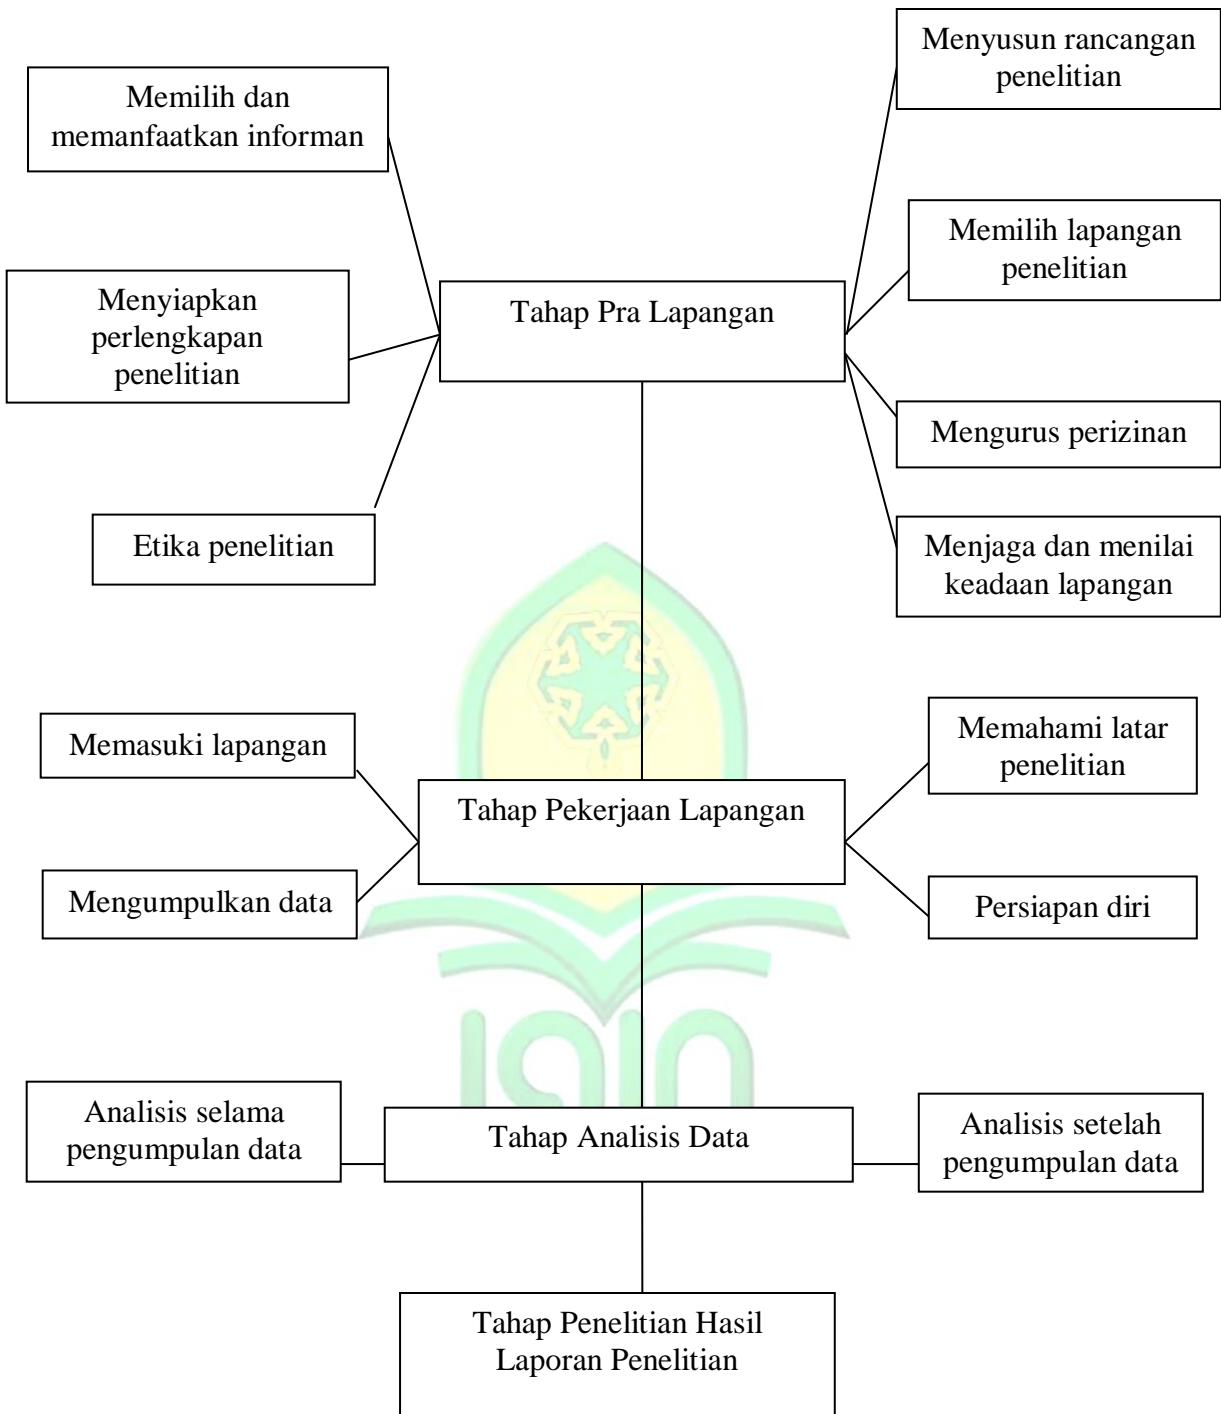 Menyusun rancangan
penelitian
Memilih dan
memanfaatkan informan
Memilih lapangan
penelitian
Menyiapkan
perlengkapan
penelitian
Tahap Pra Lapangan
Mengurus perizinan
Etika penelitian
Menjaga dan menilai
keadaan lapangan
Memasuki lapangan
Memahami latar
penelitian
Tahap Pekerjaan Lapangan
Mengumpulkan data
Persiapan diri
iain
Analisis selama
pengumpulan data
Tahap Analisis Data
Analisis setelah
pengumpulan data
Tahap Penelitian Hasil
Laporan Penelitian